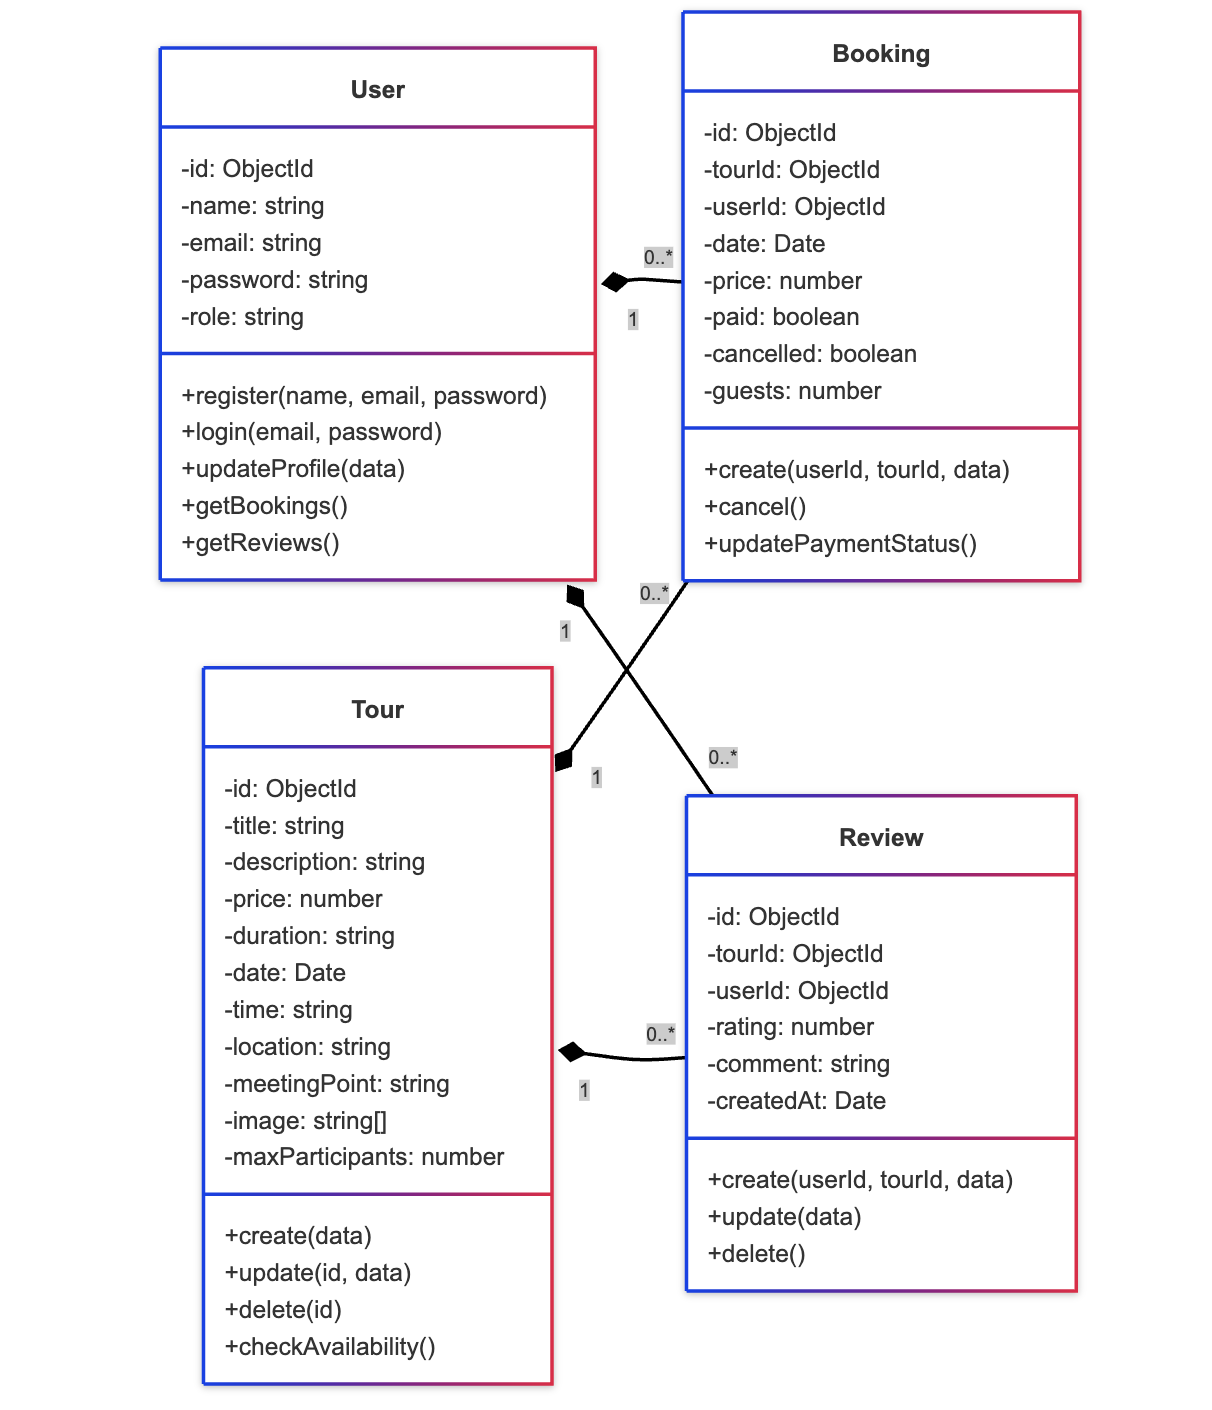 User
-id: ObjectId
-name: string
-email: string
-password: string
-role: string
+register(name, email, password)
+login(email, password)
+updateProfile(data)
+getBookings()
+getReviews()
Booking
-id: ObjectId
-tourId: ObjectId
-userId: ObjectId
-date: Date
-price: number
-paid: boolean
-cancelled: boolean
-guests: number
+create(userId, tourId, data)
+cancel()
+updatePaymentStatus()
0..*
1
0..*
1
1
0..*
Tour
-id: ObjectId
-title: string
-description: string
-price: number
-duration: string
-date: Date
-time: string
-location: string
-meetingPoint: string
-image: string[]
-maxParticipants: number
+create(data)
+update(id, data)
+delete(id)
+checkAvailability()
0..*
1
Review
-id: ObjectId
-tourId: ObjectId
-userId: ObjectId
-rating: number
-comment: string
-createdAt: Date
+create(userId, tourId, data)
+update(data)
+delete()